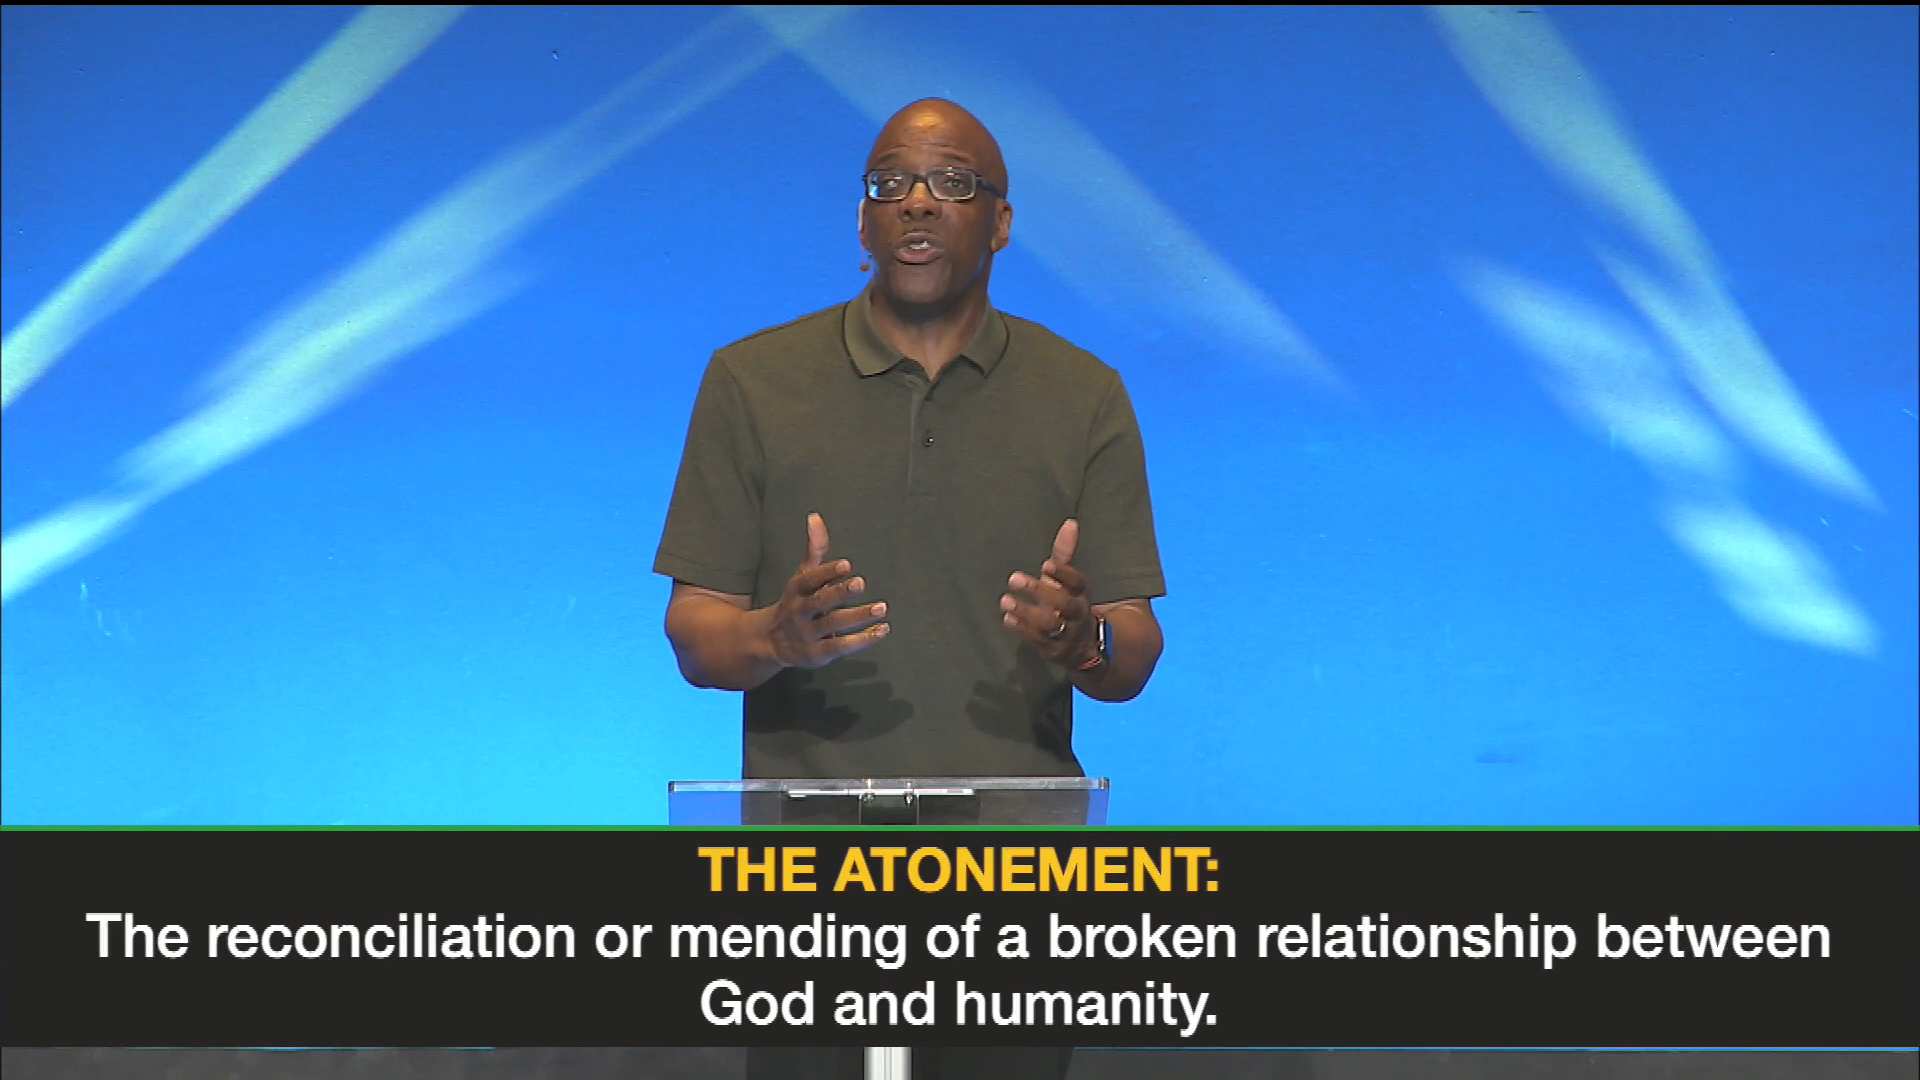 THE ATONEMENT:
The reconciliation or mending of a broken relationship between
God and humanity.